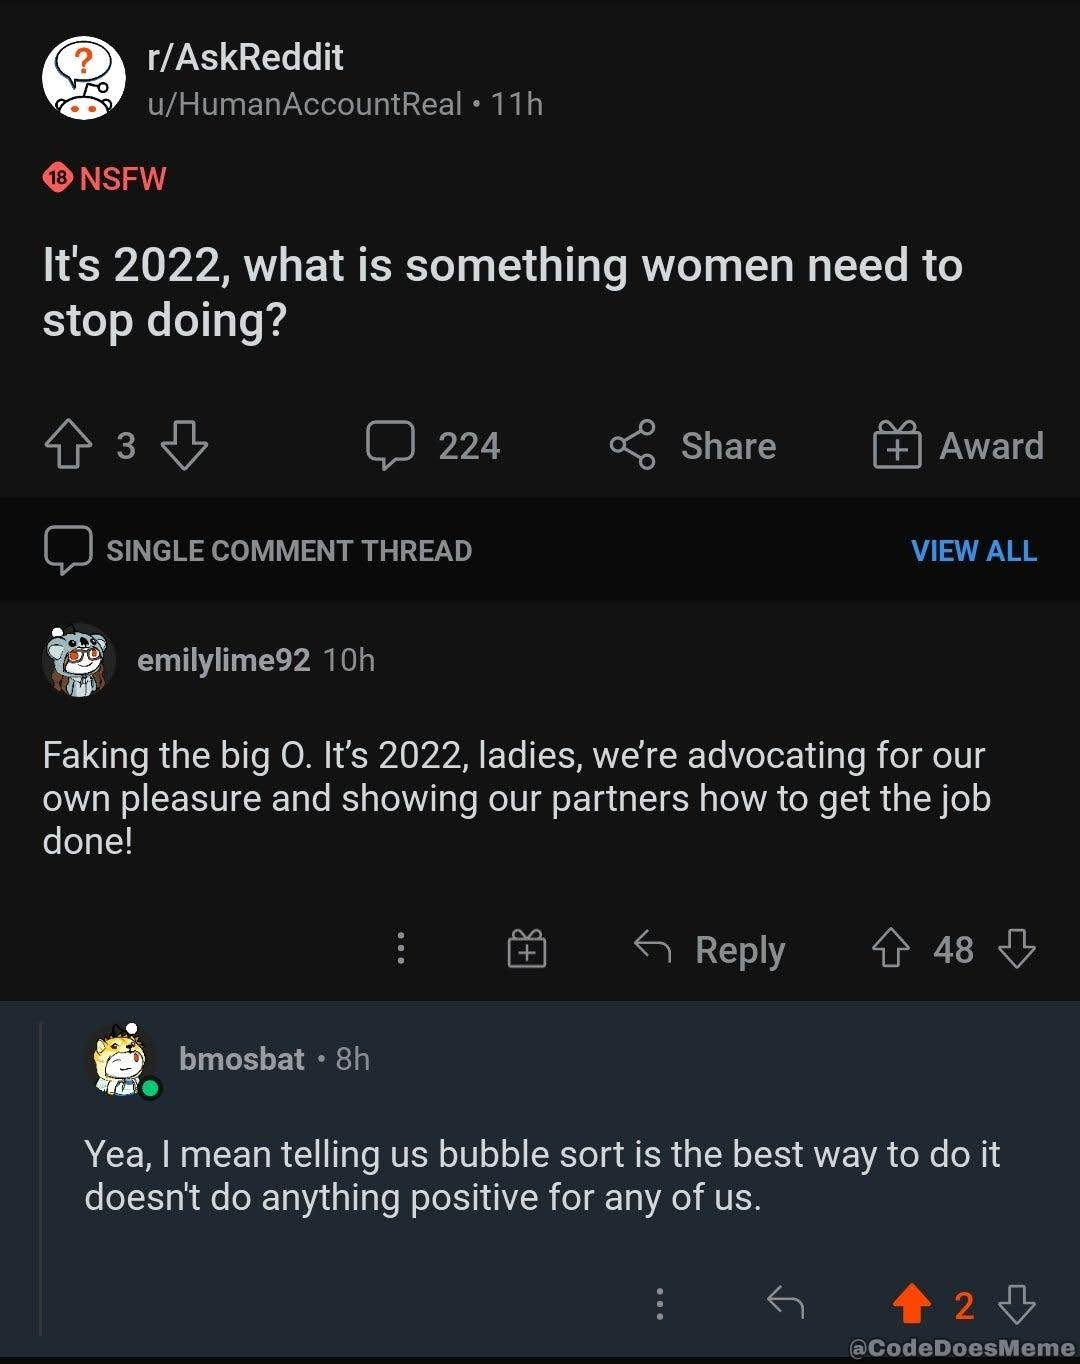 r/AskReddit
u/HumanAccountReal • 11h
18 NSFW
It's 2022, what is something women need to
stop doing?
3 224 Share Award
SINGLE COMMENT THREAD VIEW ALL
emilylime92 10h
Faking the big O. It’s 2022, ladies, we’re advocating for our
own pleasure and showing our partners how to get the job
done!
Reply 48
bmosbat • 8h
Yea, I mean telling us bubble sort is the best way to do it
doesn't do anything positive for any of us.
2
@CodeDoesMeme